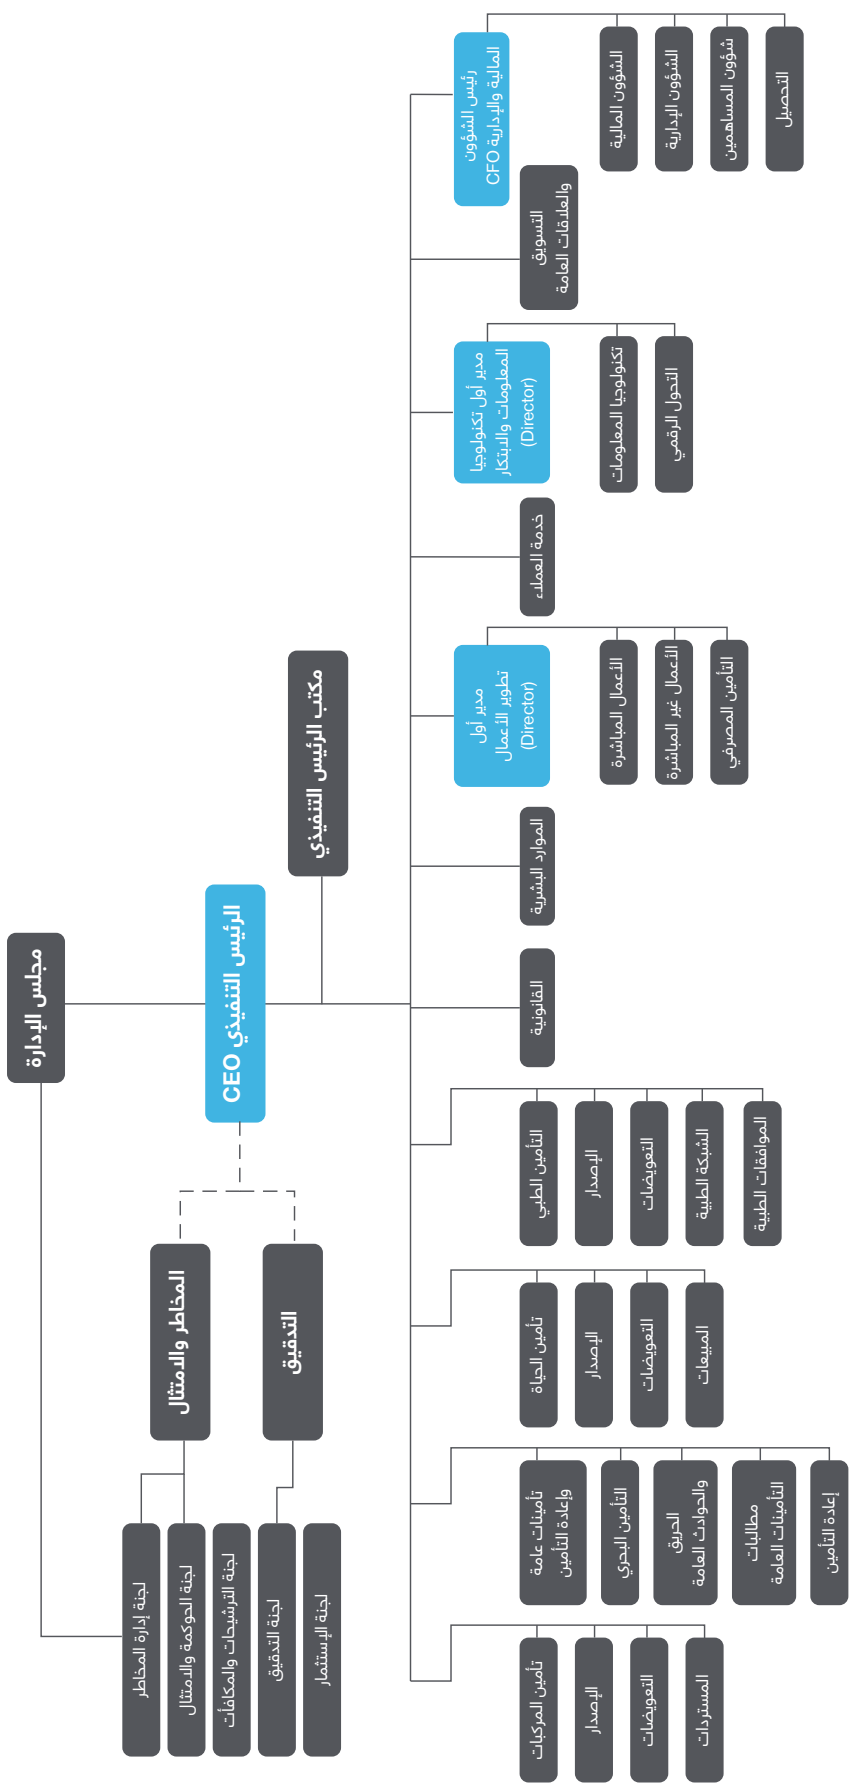 مجلس الإدارة
الرئيس التنفيذي CEO
مكتب الرئيس التنفيذي
المخاطر والامتثال
التدقيق
لجنة إدارة المخاطر
لجنة الحوكمة والامتثال
لجنة الترشيحات والمكافأت
لجنة التدقيق
لجنة الإستثمار
رئيس الشؤون
المالية والإدارية CFO
الشؤون المالية
الشؤون الإدارية
شؤون المساهمين
التحصيل
التسويق
والعلاقات العامة
مدير أول تكنولوجيا
المعلومات والابتكار
(Director)
تكنولوجيا المعلومات
التحول الرقمي
خدمة العملاء
مدير أول
تطوير الأعمال
(Director)
الأعمال المباشرة
الأعمال غير المباشرة
التأمين المصرفي
الموارد البشرية
القانونية
التأمين الطبي
الإصدار
التعويضات
الشبكة الطبية
الموافقات الطبية
تأمين الحياة
الإصدار
التعويضات
المبيعات
تأمينات عامة
وإعادة التأمين
التأمين البحري
الحريق
والحوادث العامة
مطالبات
التأمينات العامة
إعادة التأمين
تأمين المركبات
الإصدار
التعويضات
المستردات